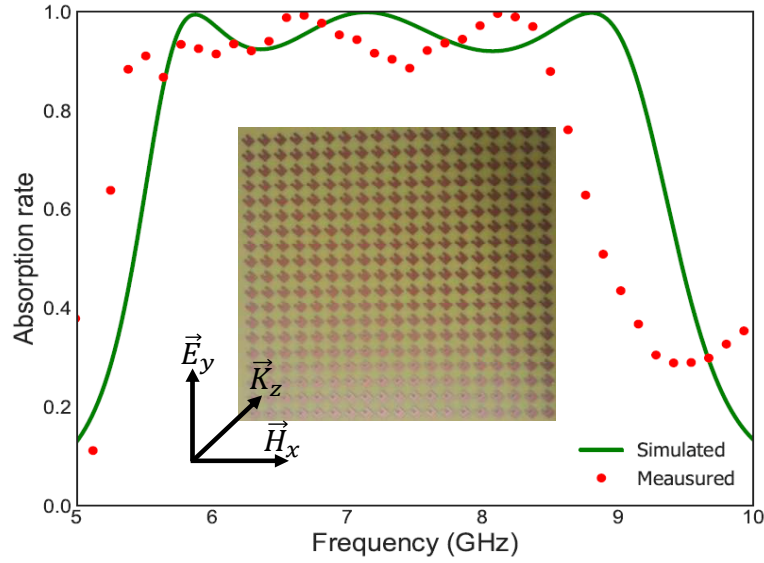 1.0
0.8
0.6
0.4
0.2
0.0
Absorption rate
E⃗y
K⃗z
H⃗x
Simulated
Meausured
5 6 7 8 9 10
Frequency (GHz)